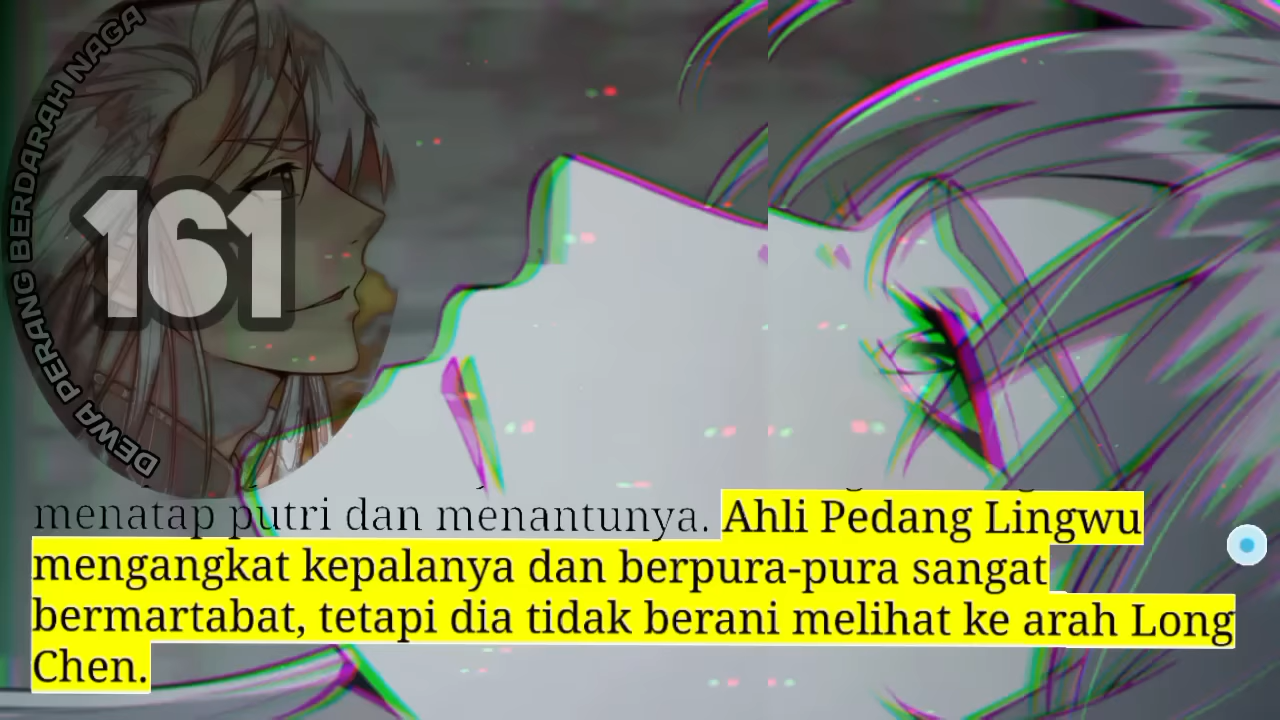 DEWA PERANG BERDARAH NAGA
161
menatap putri dan menantunya. Ahli Pedang Lingwu
mengangkat kepalanya dan berpura-pura sangat
bermartabat, tetapi dia tidak berani melihat ke arah Long
Chen.